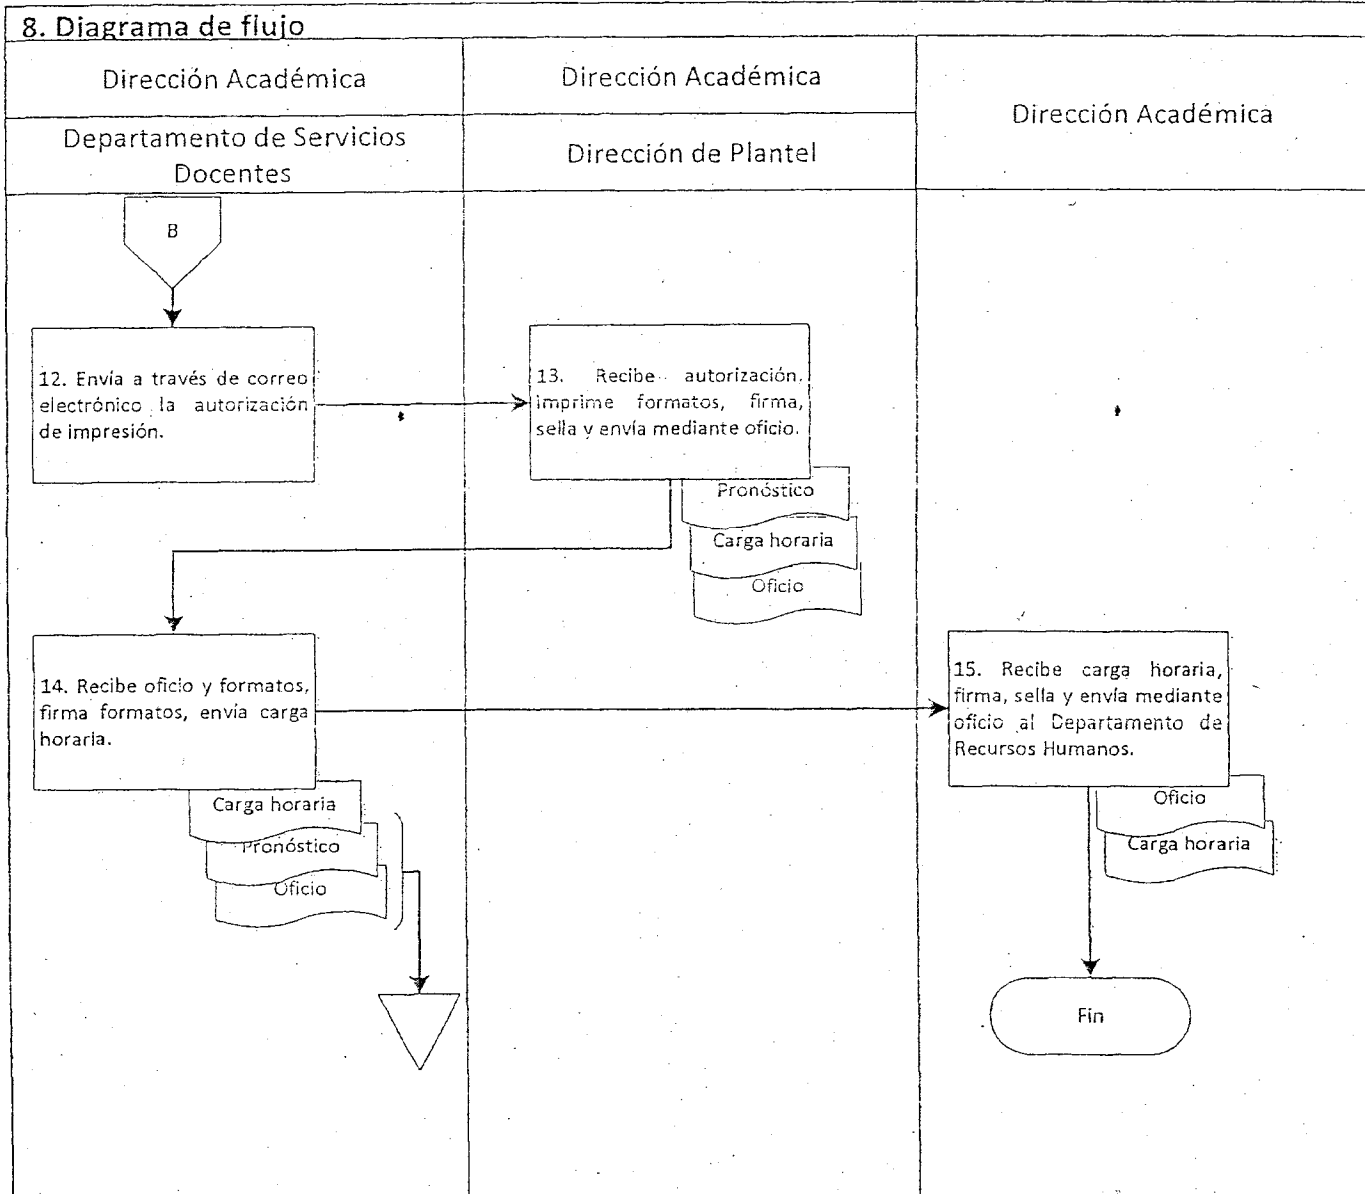 8. Diagrama de flujo
Dirección Académica
Dirección Académica
Dirección Académica
Departamento de Servicios
Docentes
Dirección de Plantel
B
12. Envía a través de correo
electrónico la autorización
de impresión.
13. Recibe autorización.
imprime formatos, firma,
sella y envía mediante oficio.
Pronóstico
Carga horaria
Oficio
14. Recibe oficio y formatos,
firma formatos, envía carga
horaria.
Carga horaria
Pronóstico
Oficio
15. Recibe carga horaria,
firma, sella y envía mediante
oficio al Departamento de
Recursos Humanos.
Oficio
Carga horaria
Fin